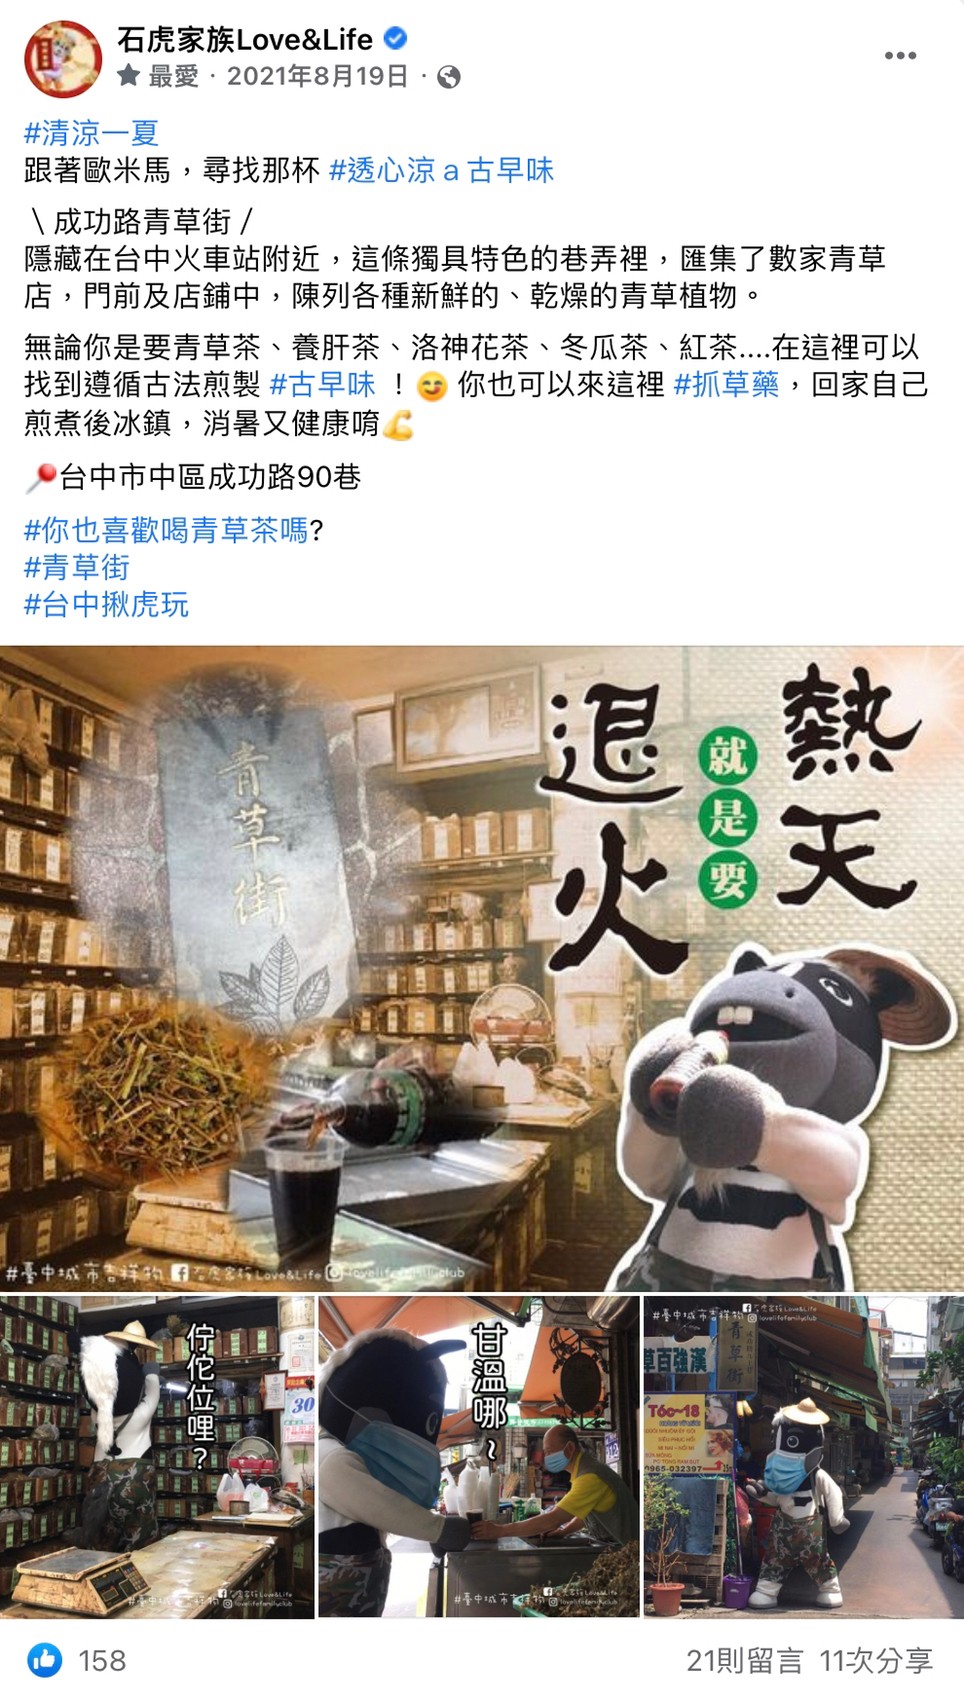 石虎家族Love&Life
最愛 · 2021年8月19日 ·
#清涼一夏
跟著歐米馬，尋找那杯 #透心涼ａ古早味
\ 成功路青草街 /
隱藏在台中火車站附近，這條獨具特色的巷弄裡，匯集了數家青草
店，門前及店鋪中，陳列各種新鮮的、乾燥的青草植物。
無論你是要青草茶、養肝茶、洛神花茶、冬瓜茶、紅茶....在這裡可以
找到遵循古法煎製 #古早味 ！😋 你也可以來這裡 #抓草藥，回家自己
煎煮後冰鎮，消暑又健康唷💪
📍台中市中區成功路90巷
#你也喜歡喝青草茶嗎?
#青草街
#台中揪虎玩
熱天
就是要
退火
青草街
#臺中城市吉祥物 石虎家族Love&Life lovelifefamilyclub
佇佗位哩？
30
#臺中城市吉祥物 石虎家族Love&Life
lovelifefamilyclub
甘溫哪~
#臺中城市吉祥物 石虎家族Love&Life
lovelifefamilyclub
#臺中城市吉祥物 石虎家族Love&Life
lovelifefamilyclub
青草街
草百強漢
Tóc~18
0965-032397
158
21則留言 11次分享